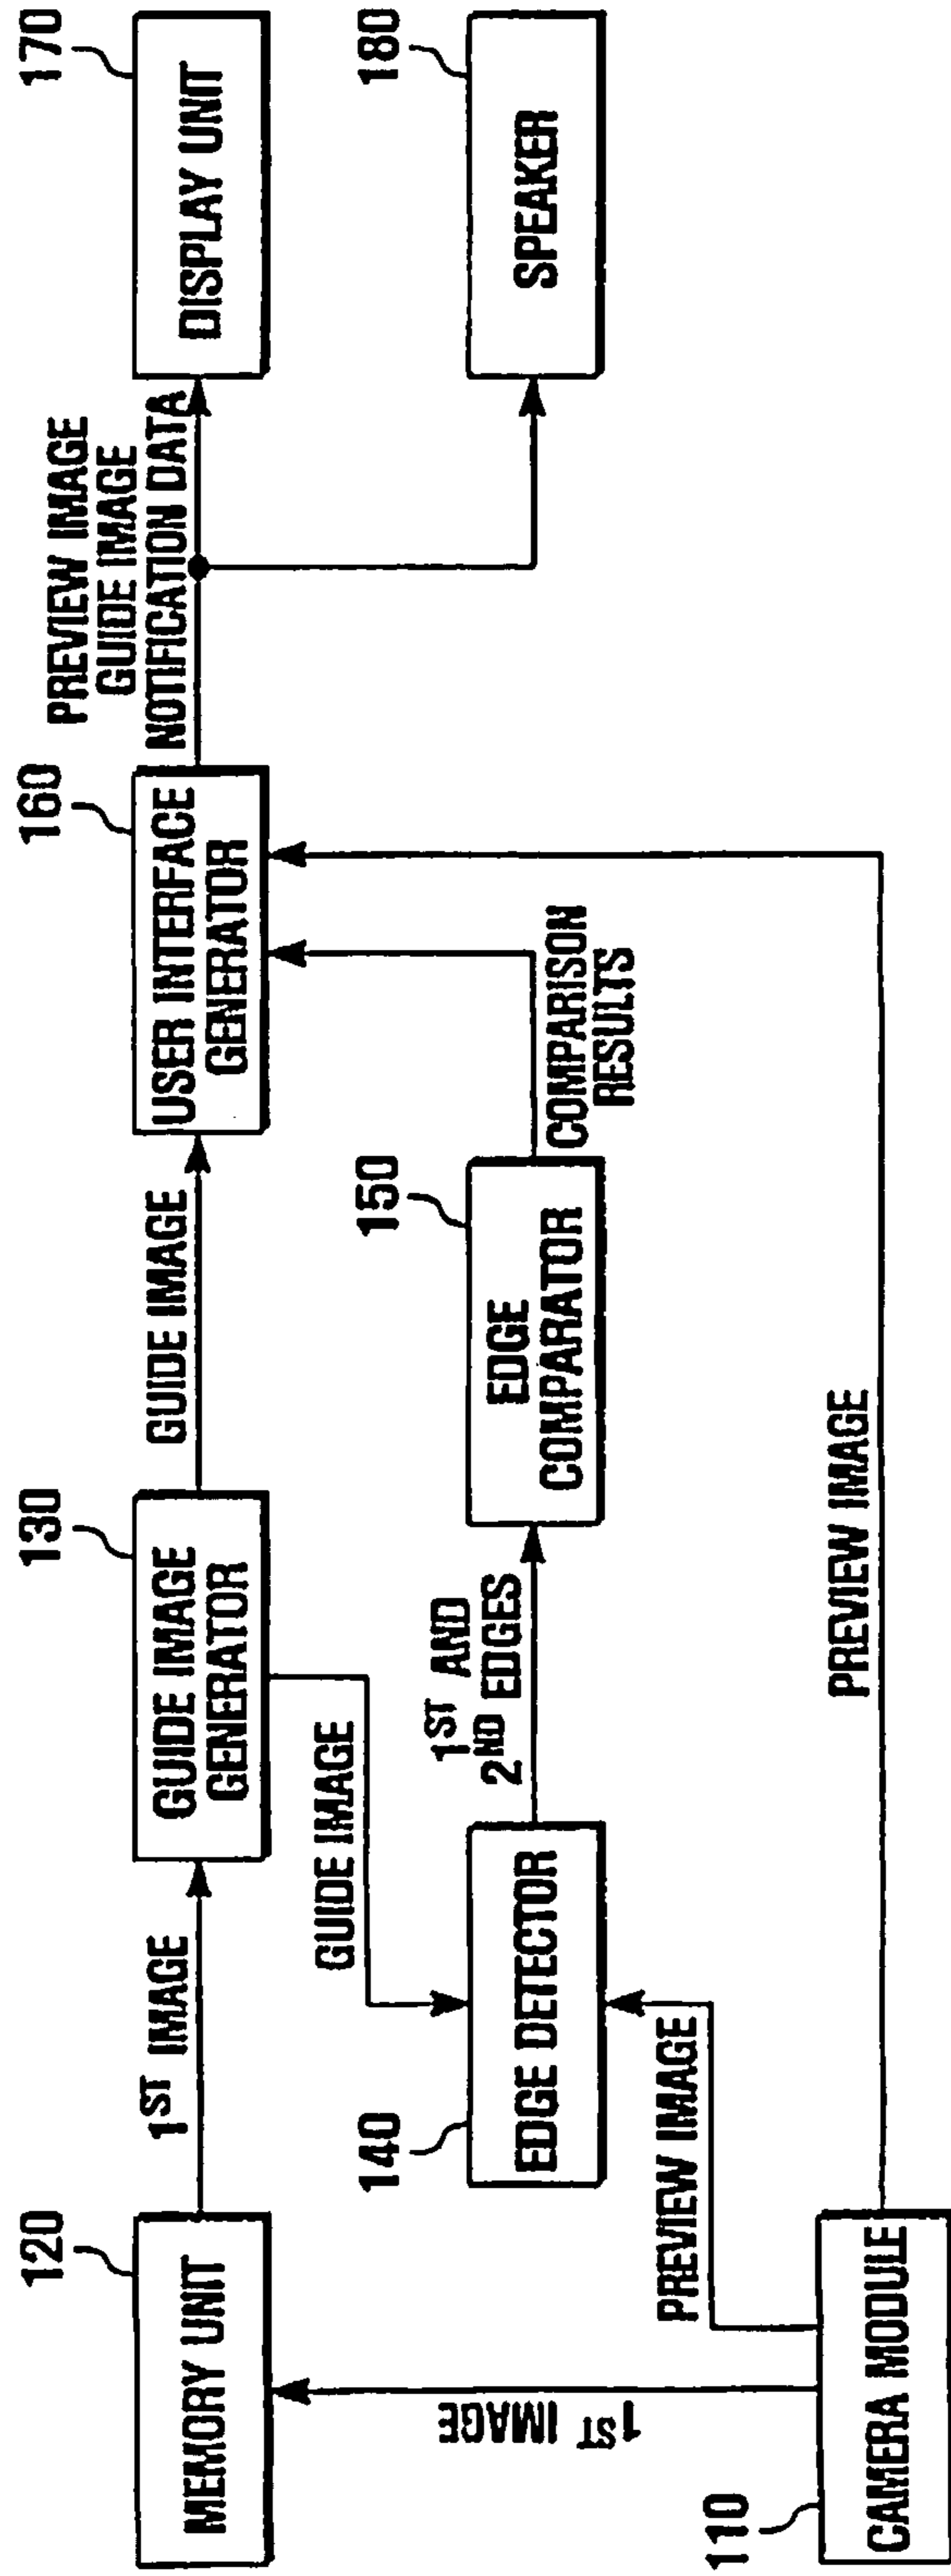 120
MEMORY UNIT
1ST IMAGE
130
GUIDE IMAGE
GENERATOR
GUIDE IMAGE
160
USER INTERFACE
GENERATOR
PREVIEW IMAGE
GUIDE IMAGE
NOTIFICATION DATA
170
DISPLAY UNIT
GUIDE IMAGE
140
EDGE DETECTOR
1ST AND
2ND EDGES
150
EDGE
COMPARATOR
COMPARISON
RESULTS
180
SPEAKER
1ST IMAGE
PREVIEW IMAGE
PREVIEW IMAGE
110
CAMERA MODULE